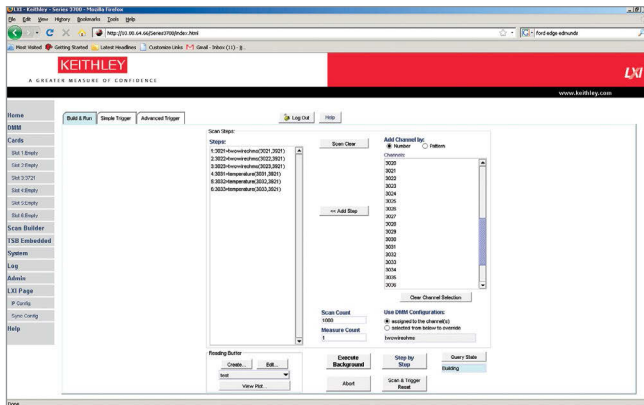 LXI - Keithley - Series 3700 - Mozilla Firefox
File Edit View History Bookmarks Tools Help
http://10.80.64.66/Series3700/index.html
ford edge edmunds
Most Visited Getting Started Latest Headlines Customize Links Gmail - Inbox (11) - g...
KEITHLEY
A GREATER MEASURE OF CONFIDENCE
LXI
www.keithley.com
Home
DMM
Cards
Slot 1:Empty
Slot 2:Empty
Slot 3:3721
Slot 4:Empty
Slot 5:Empty
Slot 6:Empty
Scan Builder
TSB Embedded
System
Log
Admin
LXI Page
IP Config
Sync Config
Help
Build & Run Simple Trigger Advanced Trigger
Log Out Help
Scan Steps:
Steps:
1:3021=twowireohms(3021,3921)
2:3022=twowireohms(3022,3921)
3:3023=twowireohms(3023,3921)
4:3031=temperature(3031,3921)
5:3032=temperature(3032,3921)
6:3033=temperature(3033,3921)
Scan Clear
<< Add Step
Add Channel by:
Number Pattern
Channels:
3020
3021
3022
3023
3024
3025
3026
3027
3028
3029
3030
3031
3032
3033
3034
3035
3036
Clear Channel Selection
Scan Count
1000
Measure Count
1
Use DMM Configuration:
assigned to the channel(s)
selected from below to override
twowireohms
Reading Buffer
Create... Edit...
test
View Plot...
Execute Background
Abort
Step by Step
Scan & Trigger Reset
Query State
Building
Done